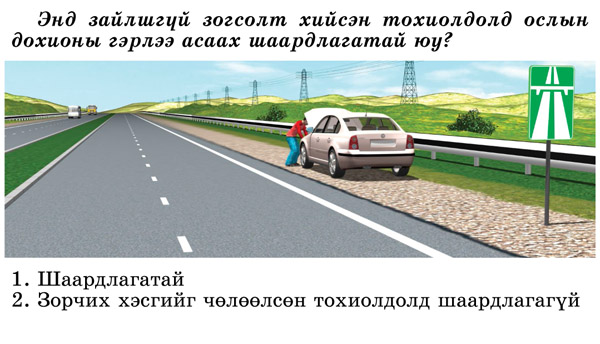 Энд зайлшгүй зогсолт хийсэн тохиолдолд ослын
дохионы гэрлээ асаах шаардлагатай юу?
1. Шаардлагатай
2. Зорчих хэсгийг чөлөөлсөн тохиолдолд шаардлагагүй